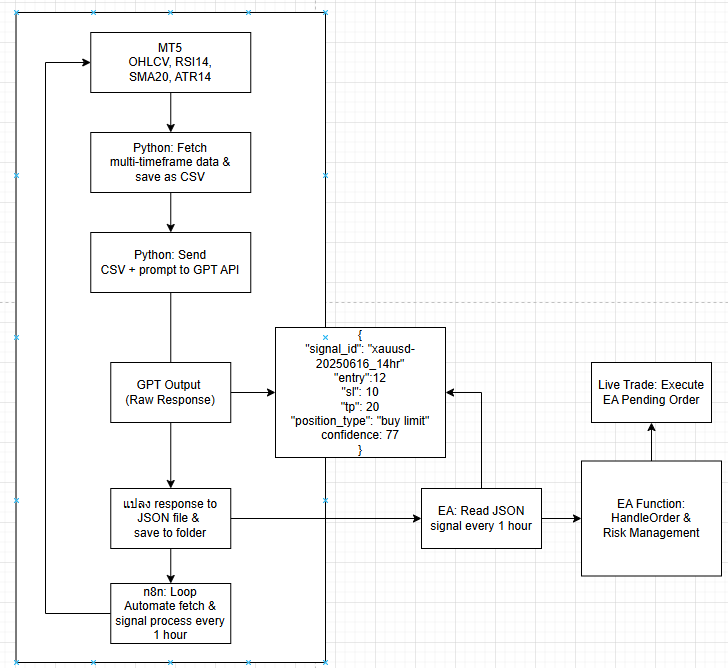 MT5
OHLCV, RSI14,
SMA20, ATR14
Python: Fetch
multi-timeframe data &
save as CSV
Python: Send
CSV + prompt to GPT API
GPT Output
(Raw Response)
{
"signal_id": "xauusd-
20250616_14hr"
"entry":12
"sl": 10
"tp": 20
"position_type": "buy limit"
confidence: 77
}
แปลง response to
JSON file &
save to folder
n8n: Loop
Automate fetch &
signal process every
1 hour
EA: Read JSON
signal every 1 hour
EA Function:
HandleOrder &
Risk Management
Live Trade: Execute
EA Pending Order